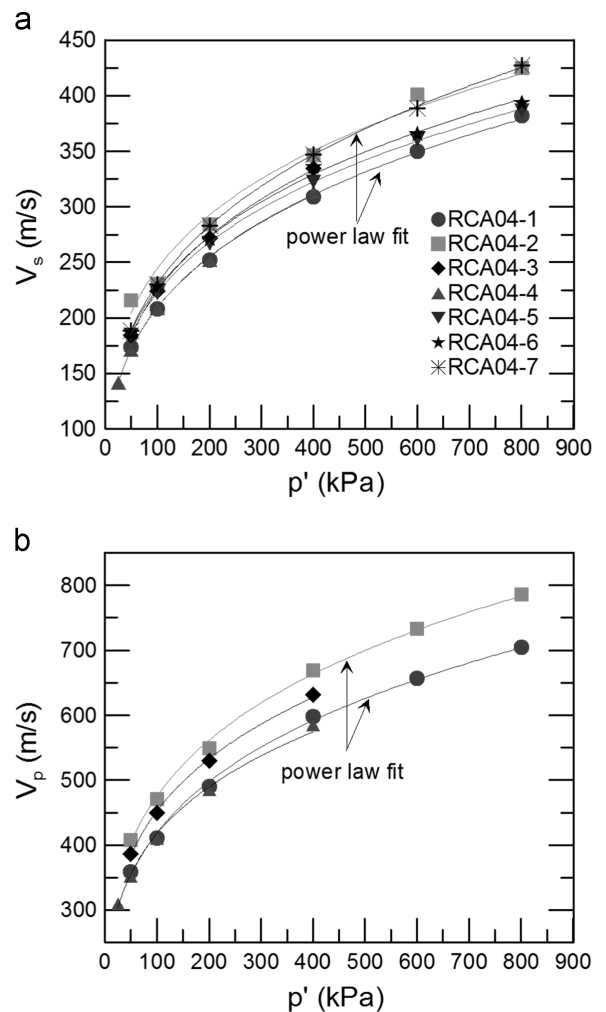 a
450
400
350
300
250
200
150
100
V_s (m/s)
power law fit
RCA04-1
RCA04-2
RCA04-3
RCA04-4
RCA04-5
RCA04-6
RCA04-7
0 100 200 300 400 500 600 700 800 900
p' (kPa)
b
800
700
600
500
400
300
V_p (m/s)
power law fit
0 100 200 300 400 500 600 700 800 900
p' (kPa)